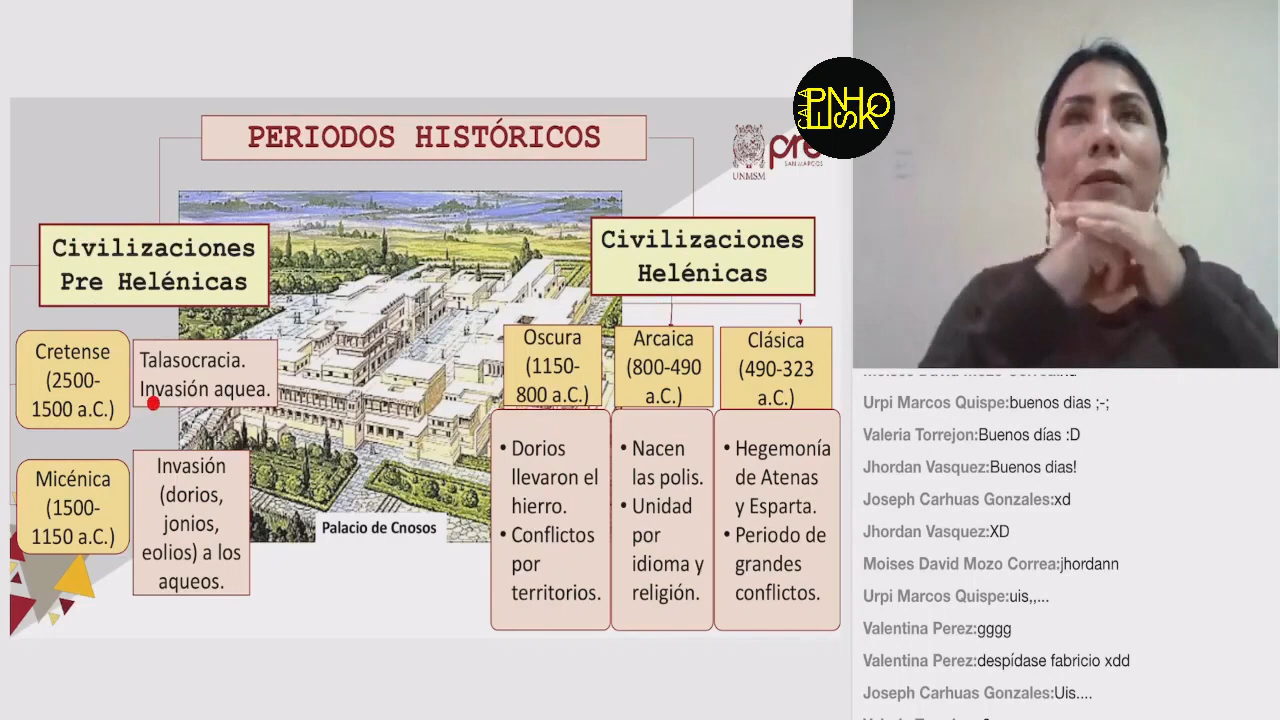 PERIODOS HISTÓRICOS
UNMSM
pre
SAN MARCOS
CALA
PNHO
ESK
Civilizaciones
Pre Helénicas
Civilizaciones
Helénicas
Cretense
(2500-
1500 a.C.)
Talasocracia.
Invasión aquea.
Micénica
(1500-
1150 a.C.)
Invasión
(dorios,
jonios,
eolios) a los
aqueos.
Palacio de Cnosos
Oscura
(1150-
800 a.C.)
• Dorios
llevaron el
hierro.
• Conflictos
por
territorios.
Arcaica
(800-490
a.C.)
• Nacen
las polis.
• Unidad
por
idioma y
religión.
Clásica
(490-323
a.C.)
• Hegemonía
de Atenas
y Esparta.
• Periodo de
grandes
conflictos.
Urpi Marcos Quispe:buenos dias ;-;
Valeria Torrejon:Buenos días :D
Jhordan Vasquez:Buenos dias!
Joseph Carhuas Gonzales:xd
Jhordan Vasquez:XD
Moises David Mozo Correa:jhordann
Urpi Marcos Quispe:uis,,...
Valentina Perez:gggg
Valentina Perez:despídase fabricio xdd
Joseph Carhuas Gonzales:Uis....